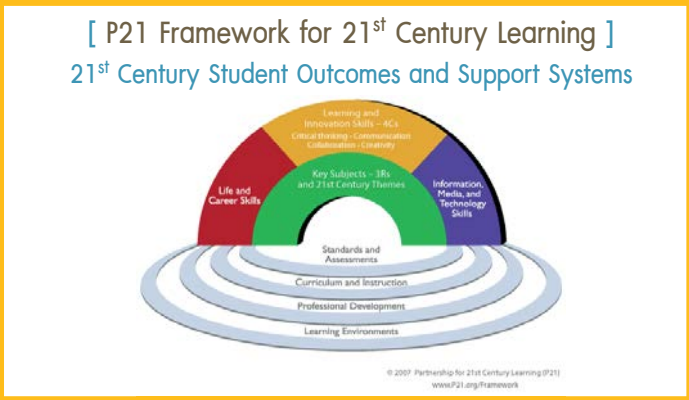 [ P21 Framework for 21st Century Learning ]
21st Century Student Outcomes and Support Systems
Learning and
Innovation Skills – 4Cs
Critical thinking • Communication
Collaboration • Creativity
Key Subjects – 3Rs
and 21st Century Themes
Life and
Career Skills
Information,
Media, and
Technology
Skills
Standards and
Assessments
Curriculum and Instruction
Professional Development
Learning Environments
© 2007 Partnership for 21st Century Learning (P21)
www.P21.org/Framework